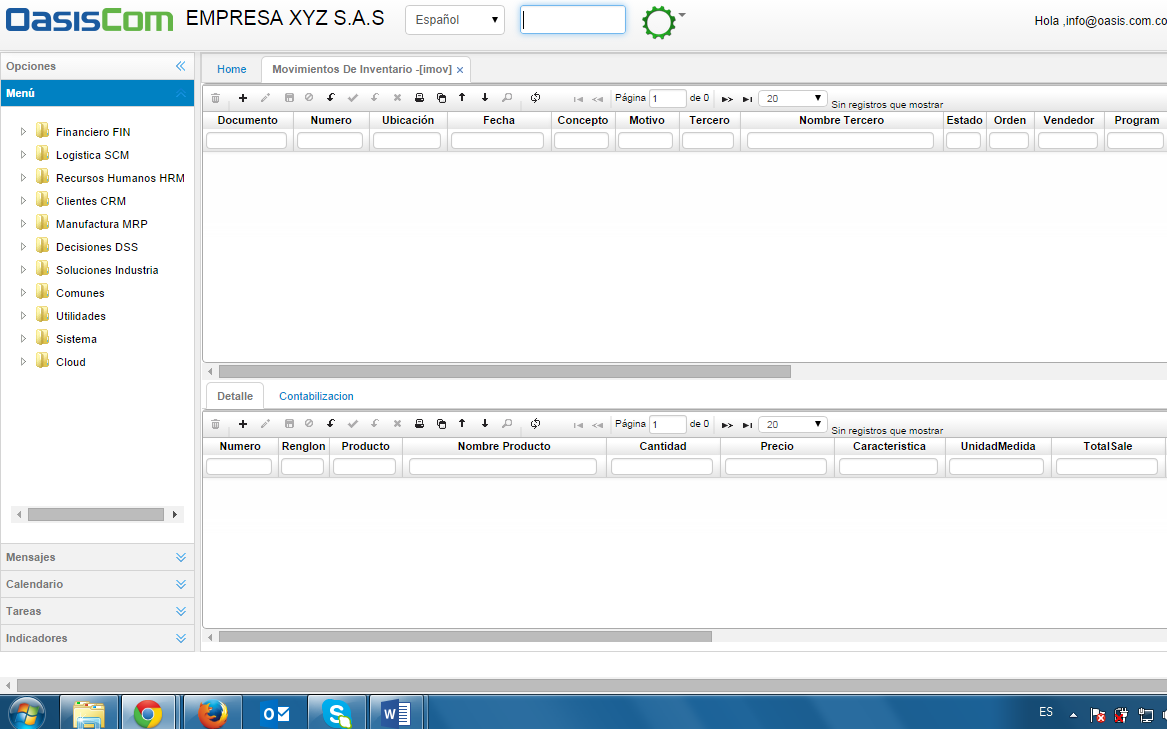 OasisCom EMPRESA XYZ S.A.S Español Hola ,info@oasis.com.co
Opciones
Menú
Financiero FIN
Logistica SCM
Recursos Humanos HRM
Clientes CRM
Manufactura MRP
Decisiones DSS
Soluciones Industria
Comunes
Utilidades
Sistema
Cloud
Mensajes
Calendario
Tareas
Indicadores
Home Movimientos De Inventario -[imov]
Página 1 de 0 20 Sin registros que mostrar
Documento Numero Ubicación Fecha Concepto Motivo Tercero Nombre Tercero Estado Orden Vendedor Program
Detalle Contabilizacion
Página 1 de 0 20 Sin registros que mostrar
Numero Renglon Producto Nombre Producto Cantidad Precio Caracteristica UnidadMedida TotalSale
ES